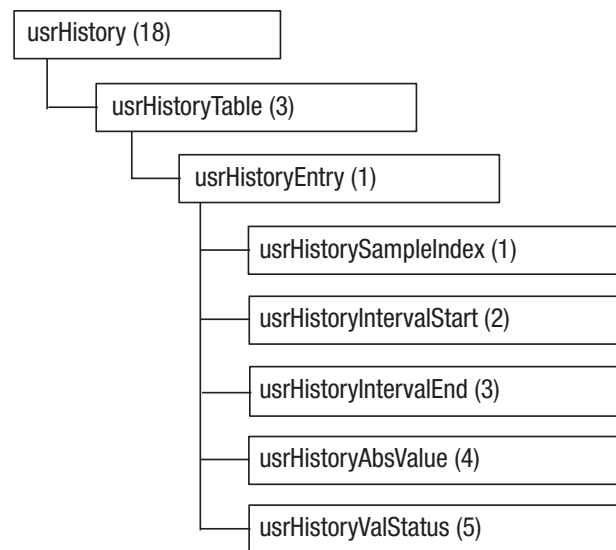 usrHistory (18)
usrHistoryTable (3)
usrHistoryEntry (1)
usrHistorySampleIndex (1)
usrHistoryIntervalStart (2)
usrHistoryIntervalEnd (3)
usrHistoryAbsValue (4)
usrHistoryValStatus (5)